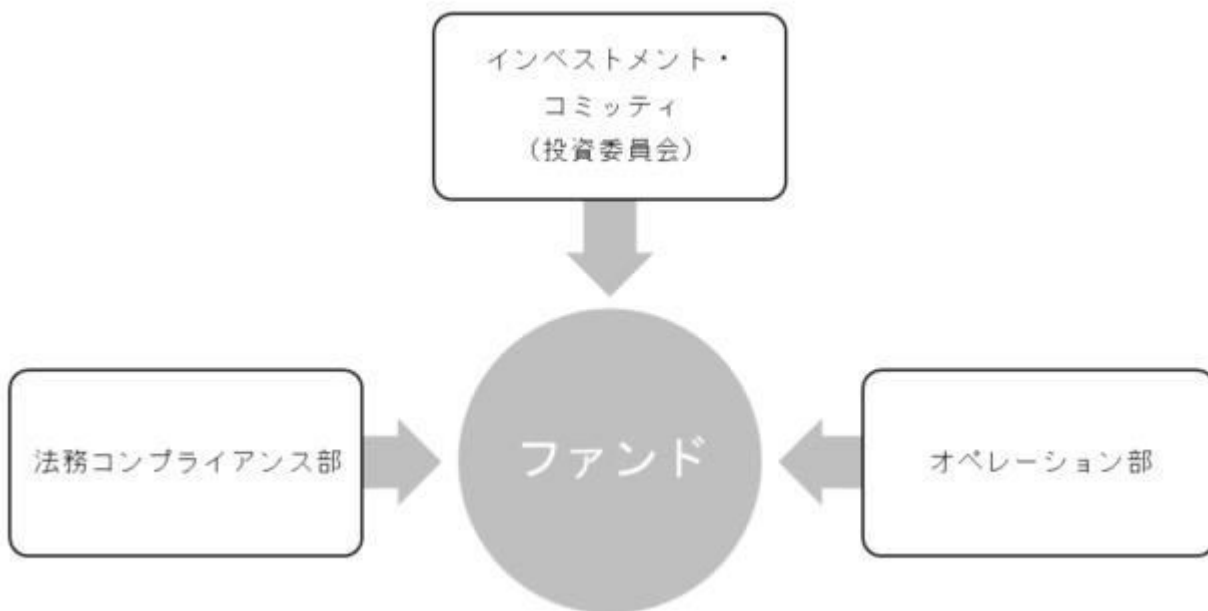 インベストメント・
コミッティ
（投資委員会）
法務コンプライアンス部
ファンド
オペレーション部